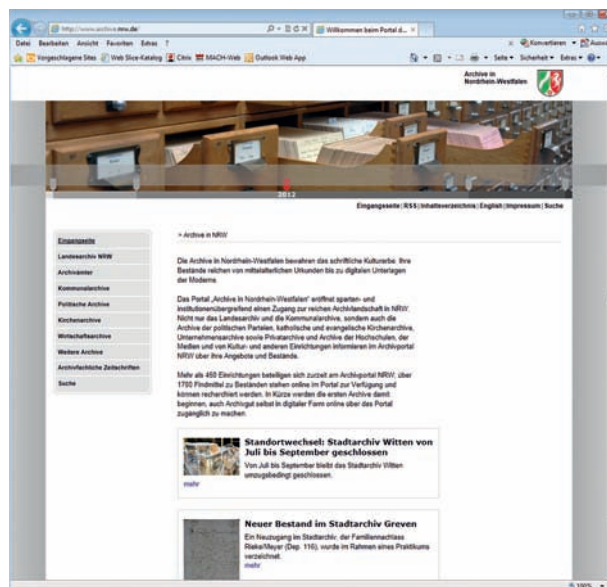 http://www.archive.nrw.de/
Willkommen beim Portal d...
Datei Bearbeiten Ansicht Favoriten Extras ?
Konvertieren
Vorgeschlagene Sites Web Slice-Katalog Citrix MACH-Web Outlook Web App
Seite Sicherheit Extras
Archive in
Nordrhein-Westfalen
2012
Eingangsseite | RSS | Inhaltsverzeichnis | English | Impressum | Suche
Eingangsseite
Landesarchiv NRW
Archivämter
Kommunalarchive
Politische Archive
Kirchenarchive
Wirtschaftsarchive
Weitere Archive
Archivfachliche Zeitschriften
Suche
> Archive in NRW
Die Archive in Nordrhein-Westfalen bewahren das schriftliche Kulturerbe. Ihre
Bestände reichen von mittelalterlichen Urkunden bis zu digitalen Unterlagen
der Moderne.
Das Portal „Archive in Nordrhein-Westfalen" eröffnet sparten- und
institutionenübergreifend einen Zugang zur reichen Archivlandschaft in NRW.
Nicht nur das Landesarchiv und die Kommunalarchive, sondern auch die
Archive der politischen Parteien, katholische und evangelische Kirchenarchive,
Unternehmensarchive sowie Privatarchive und Archive der Hochschulen, der
Medien und von Kultur- und anderen Einrichtungen informieren im Archivportal
NRW über ihre Angebote und Bestände.
Mehr als 450 Einrichtungen beteiligen sich zurzeit am Archivportal NRW, über
1700 Findmittel zu Beständen stehen online im Portal zur Verfügung und
können recherchiert werden. In Kürze werden die ersten Archive damit
beginnen, auch Archivgut selbst in digitaler Form online über das Portal
zugänglich zu machen.
Standortwechsel: Stadtarchiv Witten von
Juli bis September geschlossen
Von Juli bis September bleibt das Stadtarchiv Witten
umzugsbedingt geschlossen.
mehr
Neuer Bestand im Stadtarchiv Greven
Ein Neuzugang im Stadtarchiv, der Familiennachlass
Rieke/Meyer (Dep. 116), wurde im Rahmen eines Praktikums
verzeichnet.
mehr
100%